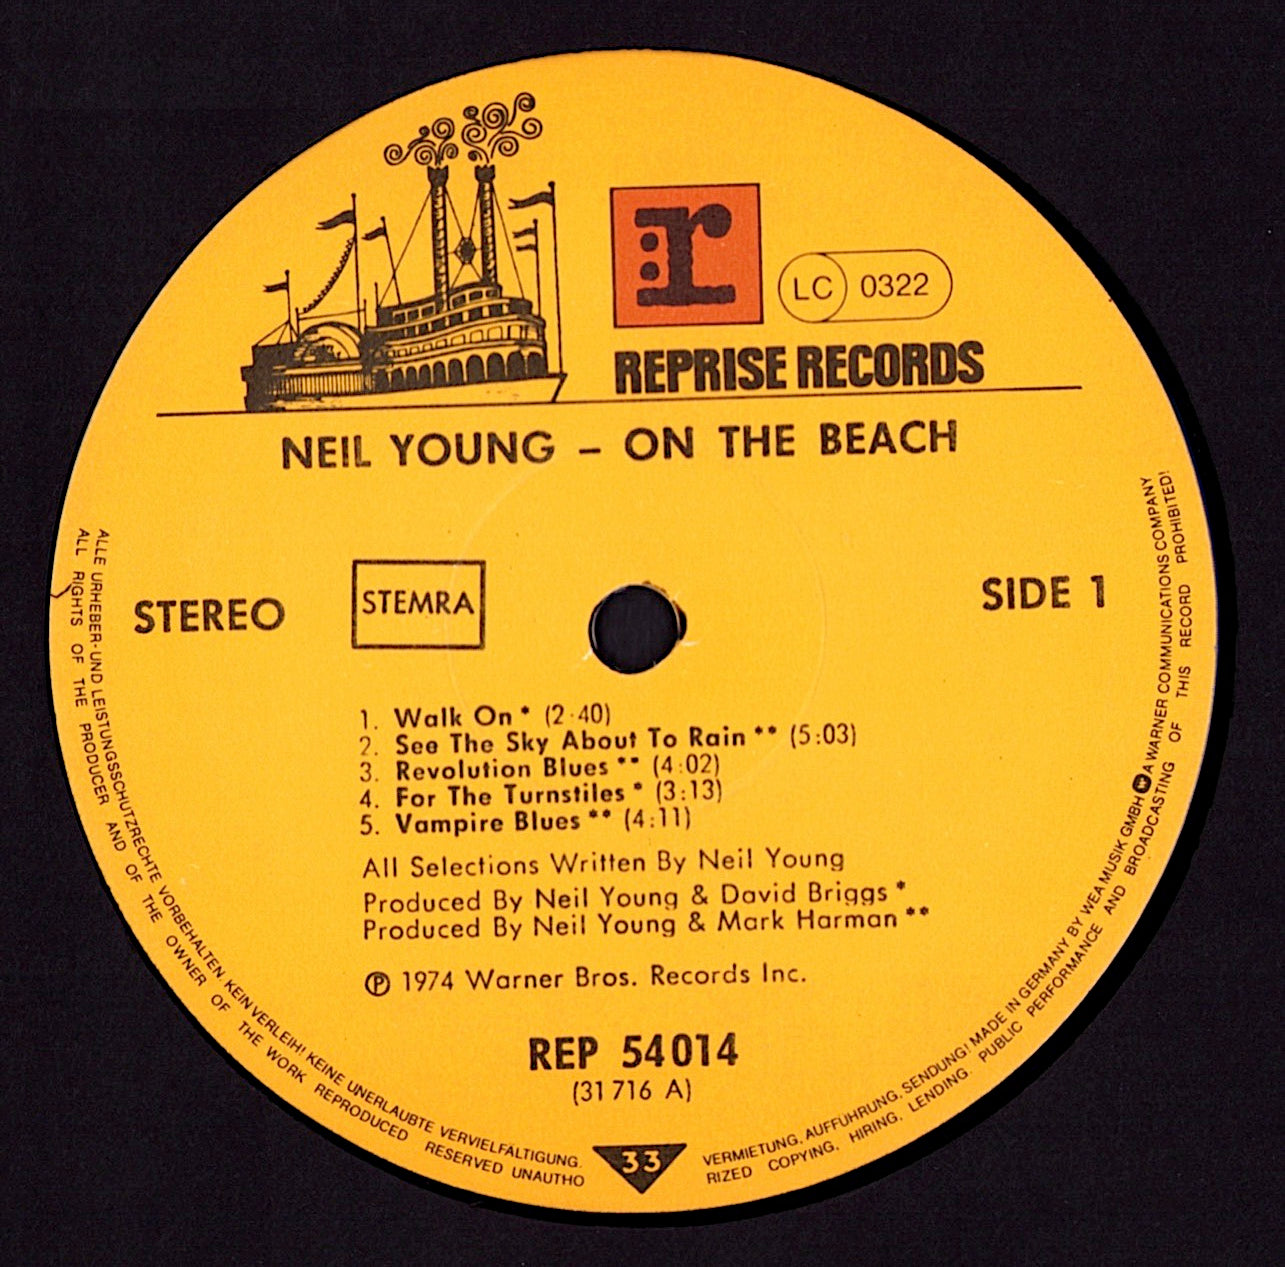 r
LC 0322
REPRISE RECORDS
NEIL YOUNG – ON THE BEACH
STEREO
STEMRA
SIDE 1
1. Walk On * (2:40)
2. See The Sky About To Rain ** (5:03)
3. Revolution Blues ** (4:02)
4. For The Turnstiles * (3:13)
5. Vampire Blues ** (4:11)
All Selections Written By Neil Young
Produced By Neil Young & David Briggs *
Produced By Neil Young & Mark Harman **
℗ 1974 Warner Bros. Records Inc.
REP 54014
(31 716 A)
33
ALLE URHEBER- UND LEISTUNGSSCHUTZRECHTE VORBEHALTEN. KEIN VERLEIH! KEINE UNERLAUBTE VERVIELFÄLTIGUNG. VERMIETUNG, AUFFÜHRUNG, SENDUNG! MADE IN GERMANY BY WEA MUSIK GMBH W A WARNER COMMUNICATIONS COMPANY
ALL RIGHTS OF THE PRODUCER AND OF THE OWNER OF THE WORK REPRODUCED RESERVED UNAUTHORIZED COPYING, HIRING, LENDING, PUBLIC PERFORMANCE AND BROADCASTING OF THIS RECORD PROHIBITED!